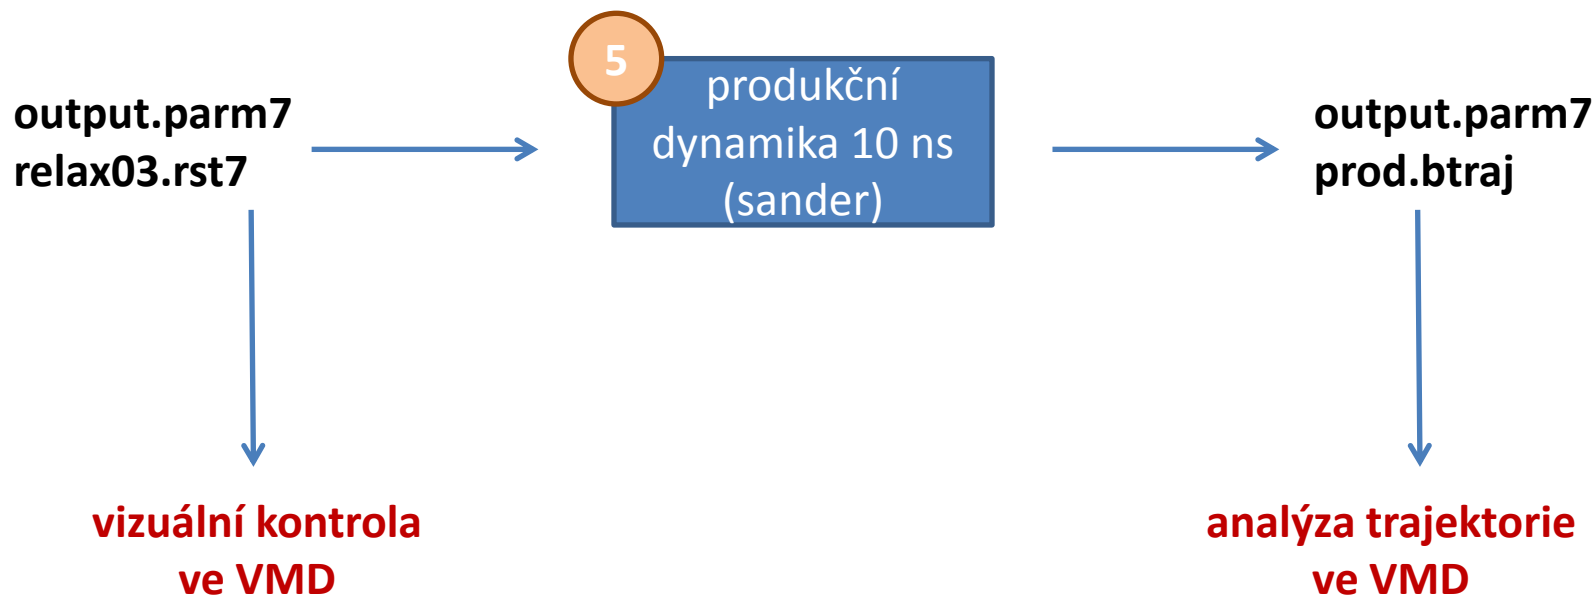 output.parm7
relax03.rst7
5
produkční
dynamika 10 ns
(sander)
output.parm7
prod.btraj
vizuální kontrola
ve VMD
analýza trajektorie
ve VMD